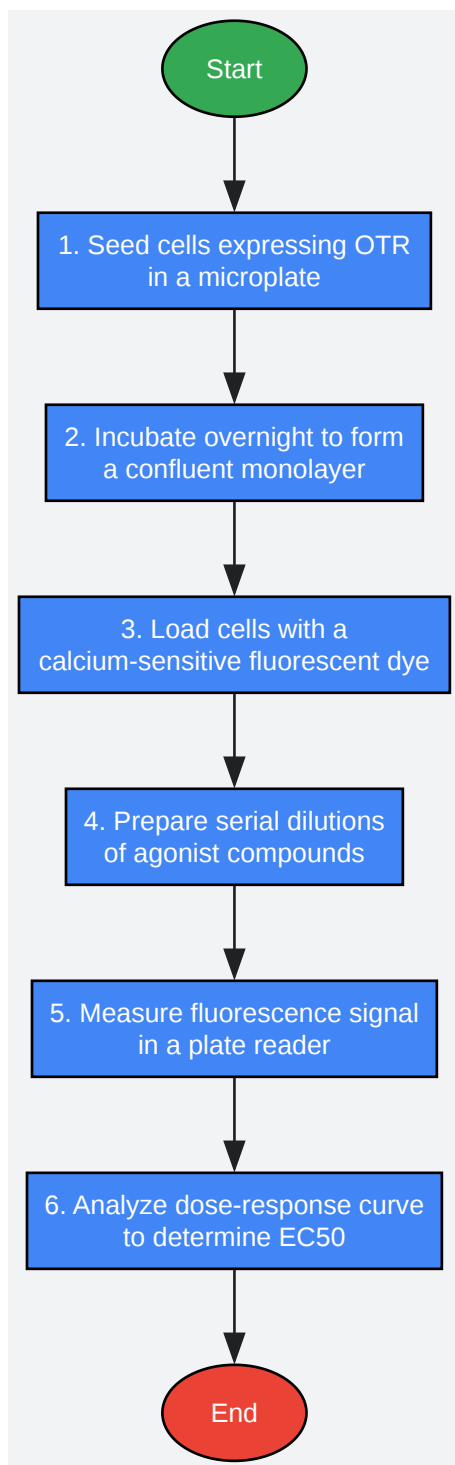 Start
1. Seed cells expressing OTR
in a microplate
2. Incubate overnight to form
a confluent monolayer
3. Load cells with a
calcium-sensitive fluorescent dye
4. Prepare serial dilutions
of agonist compounds
5. Measure fluorescence signal
in a plate reader
6. Analyze dose-response curve
to determine EC50
End